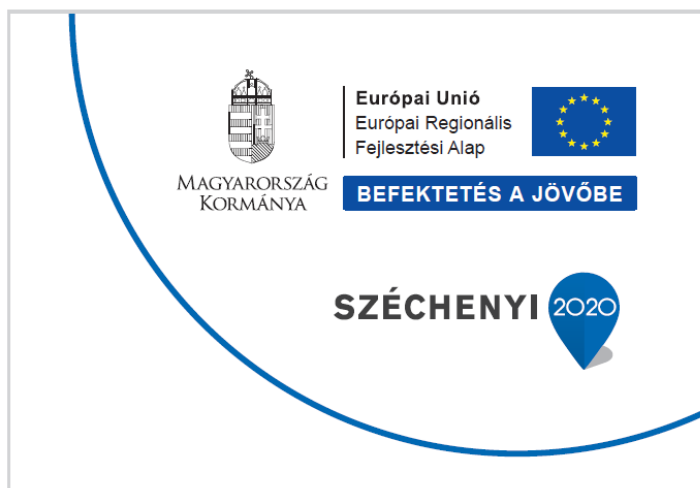 Európai Unió
Európai Regionális
Fejlesztési Alap
MAGYARORSZÁG
KORMÁNYA
BEFEKTETÉS A JÖVŐBE
SZÉCHENYI 2020